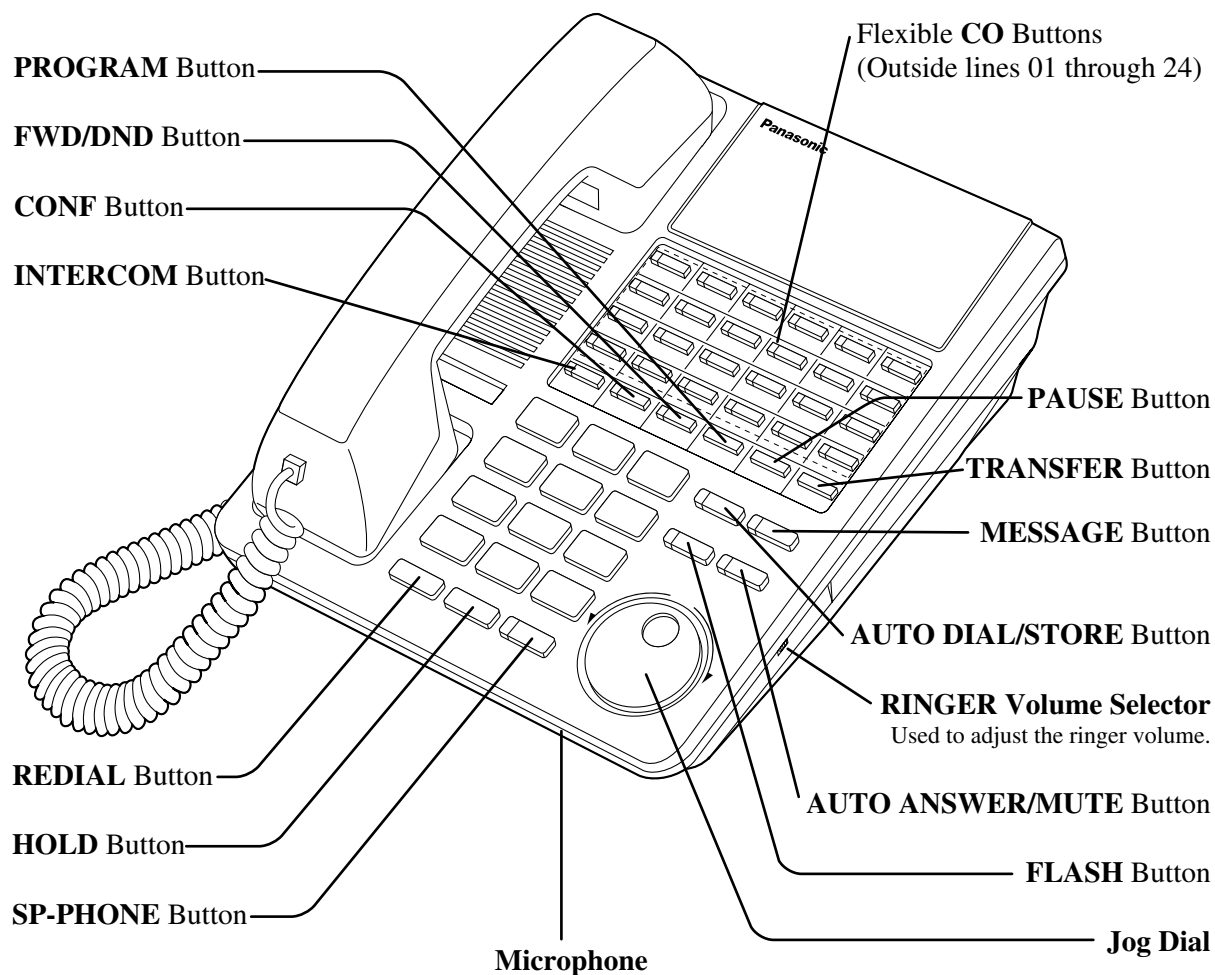 Flexible CO Buttons
(Outside lines 01 through 24)
PROGRAM Button
FWD/DND Button
CONF Button
INTERCOM Button
Panasonic
PAUSE Button
TRANSFER Button
MESSAGE Button
AUTO DIAL/STORE Button
RINGER Volume Selector
Used to adjust the ringer volume.
REDIAL Button
AUTO ANSWER/MUTE Button
HOLD Button
FLASH Button
SP-PHONE Button
Jog Dial
Microphone